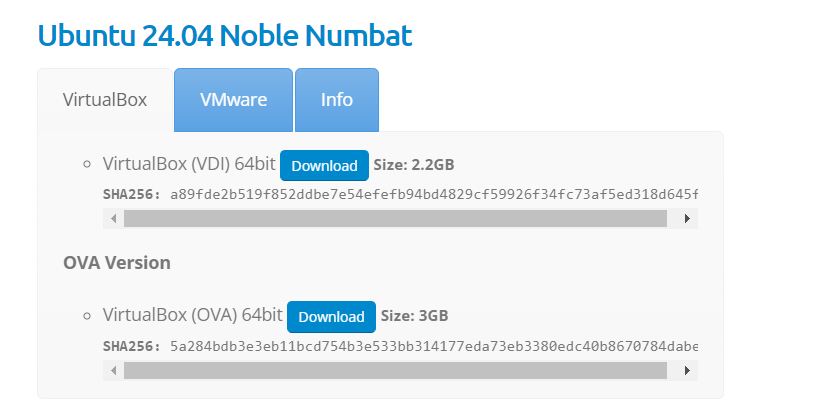 Ubuntu 24.04 Noble Numbat
VirtualBox VMware Info
VirtualBox (VDI) 64bit Download Size: 2.2GB
SHA256: a89fde2b519f852ddbe7e54efefb94bd4829cf59926f34fc73af5ed318d645f
OVA Version
VirtualBox (OVA) 64bit Download Size: 3GB
SHA256: 5a284bdb3e3eb11bcd754b3e533bb314177eda73eb3380edc40b8670784dabe